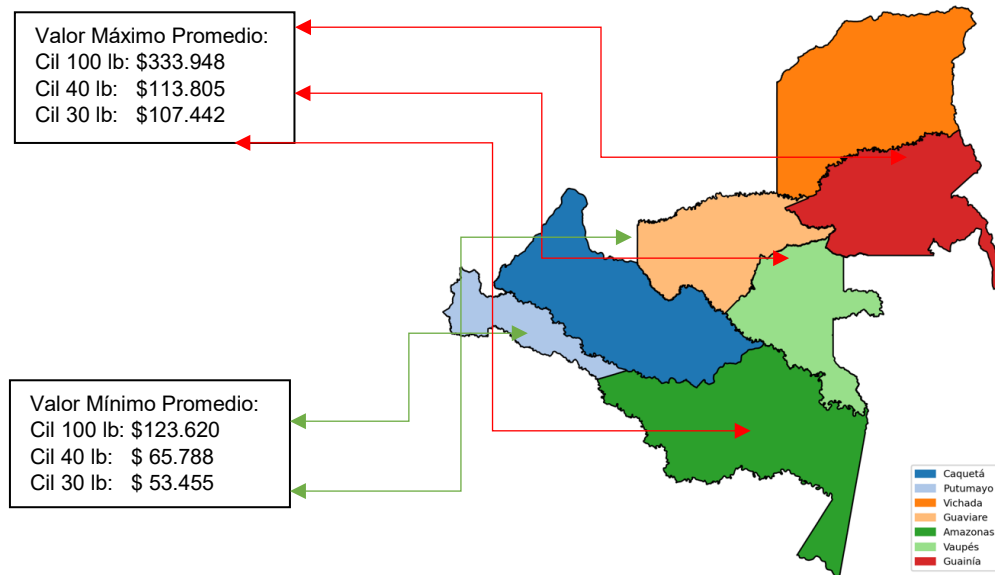 Valor Máximo Promedio:
Cil 100 lb: $333.948
Cil 40 lb: $113.805
Cil 30 lb: $107.442
Valor Mínimo Promedio:
Cil 100 lb: $123.620
Cil 40 lb: $ 65.788
Cil 30 lb: $ 53.455
Caquetá
Putumayo
Vichada
Guaviare
Amazonas
Vaupés
Guainía